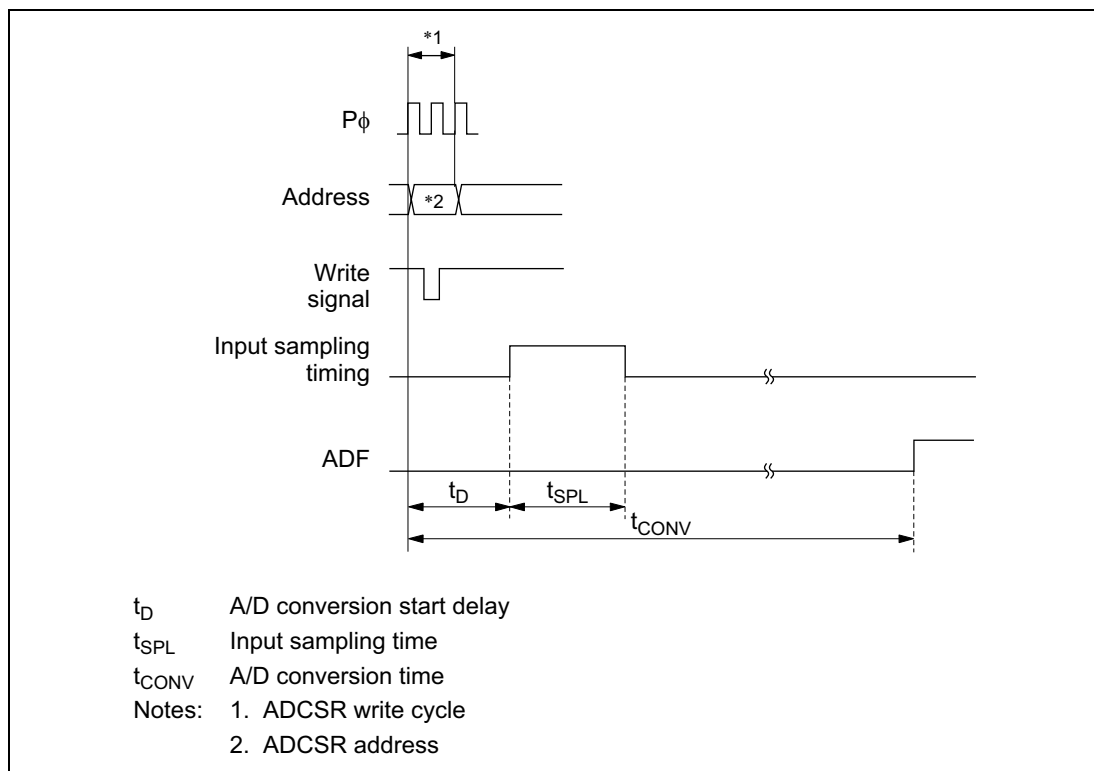 *1
Pφ
Address
*2
Write
signal
Input sampling
timing
ADF
tD
tSPL
tCONV
tD A/D conversion start delay
tSPL Input sampling time
tCONV A/D conversion time
Notes: 1. ADCSR write cycle
2. ADCSR address